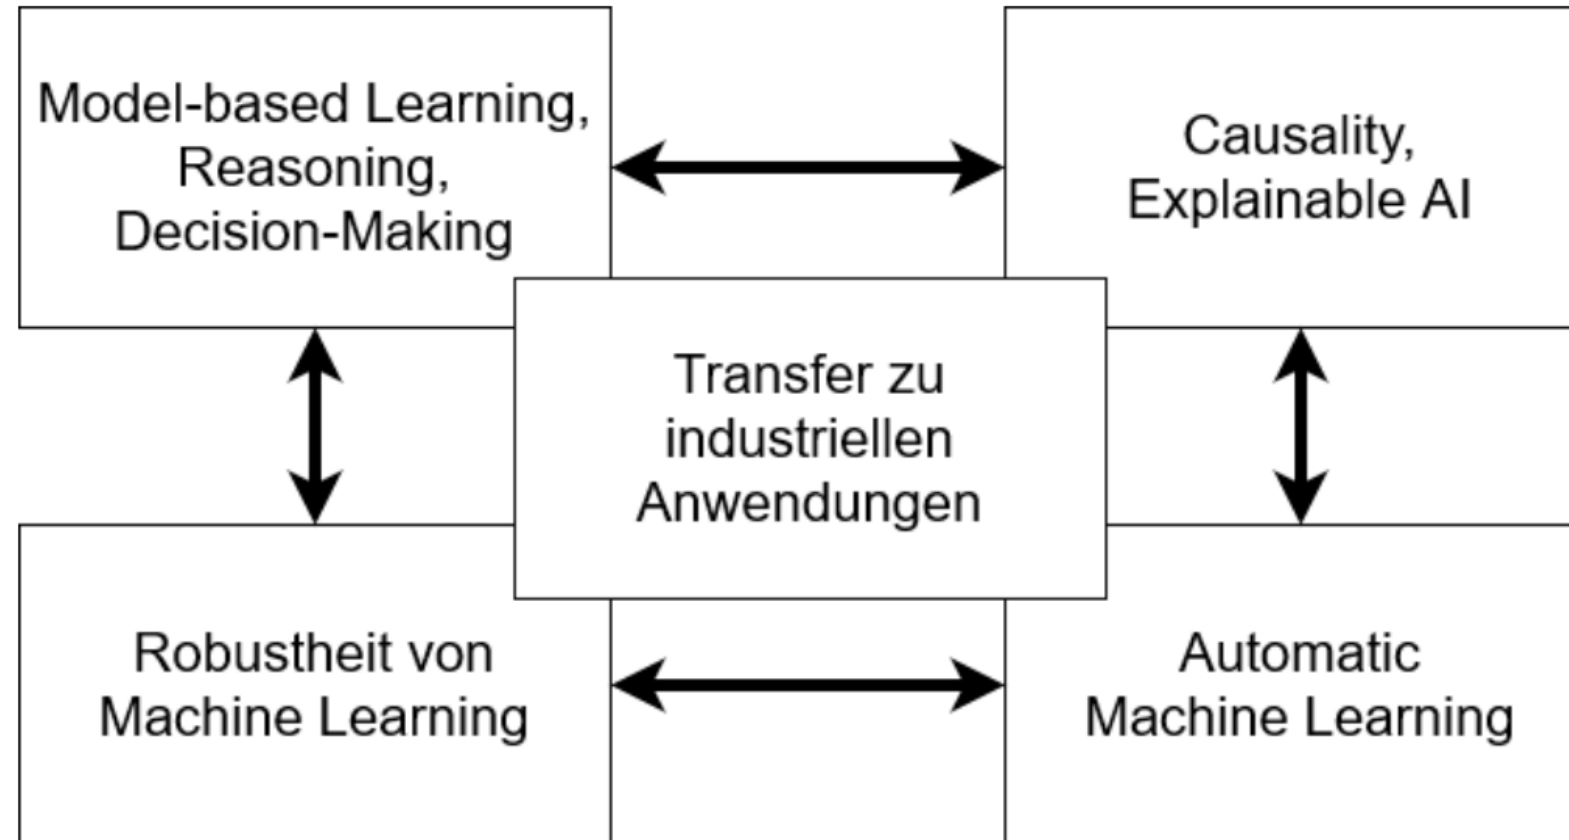 Model-based Learning,
Reasoning,
Decision-Making
Causality,
Explainable AI
Transfer zu
industriellen
Anwendungen
Robustheit von
Machine Learning
Automatic
Machine Learning